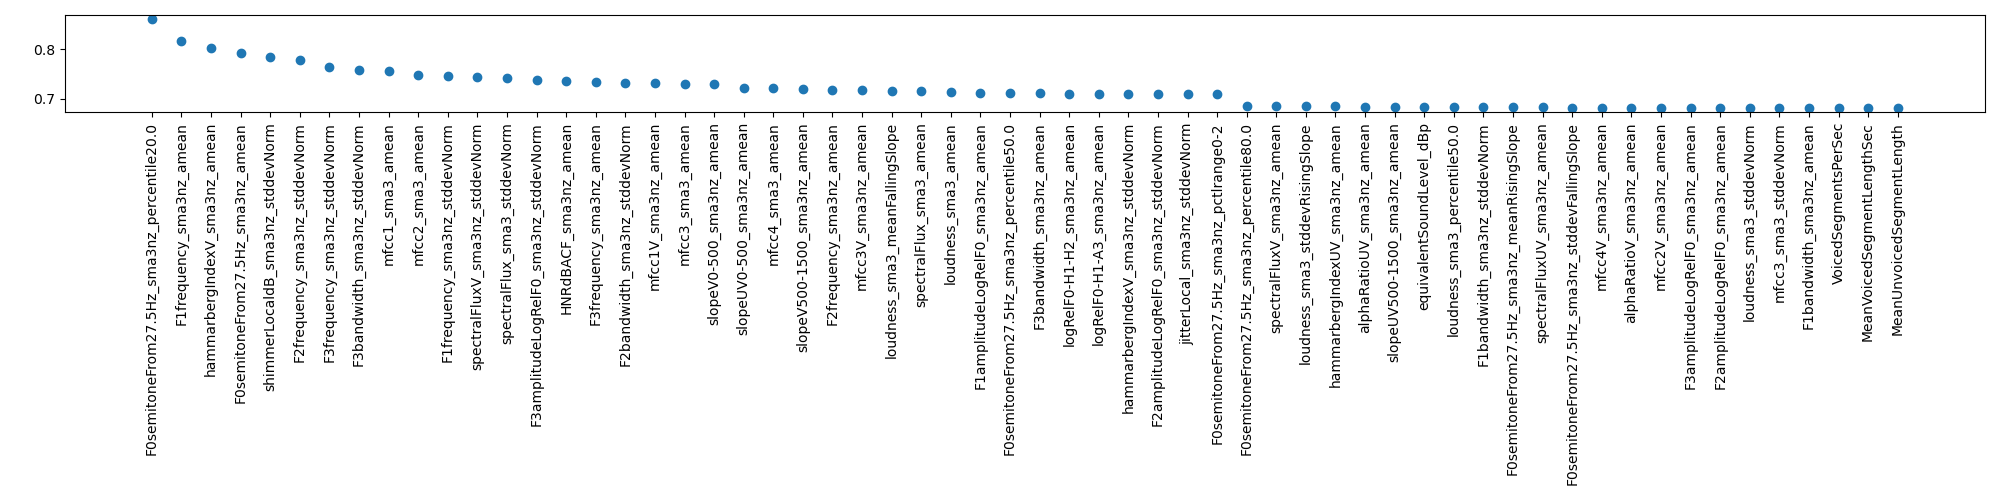 0.8
0.7
F0semitoneFrom27.5Hz_sma3nz_percentile20.0
F1frequency_sma3nz_amean
hammarbergIndexV_sma3nz_amean
F0semitoneFrom27.5Hz_sma3nz_amean
shimmerLocaldB_sma3nz_stddevNorm
F2frequency_sma3nz_stddevNorm
F3frequency_sma3nz_stddevNorm
F3bandwidth_sma3nz_stddevNorm
mfcc1_sma3_amean
mfcc2_sma3_amean
F1frequency_sma3nz_stddevNorm
spectralFluxV_sma3nz_stddevNorm
spectralFlux_sma3_stddevNorm
F3amplitudeLogRelF0_sma3nz_stddevNorm
HNRdBACF_sma3nz_amean
F3frequency_sma3nz_amean
F2bandwidth_sma3nz_stddevNorm
mfcc1V_sma3nz_amean
mfcc3_sma3_amean
slopeV0-500_sma3nz_amean
slopeUV0-500_sma3nz_amean
mfcc4_sma3_amean
slopeV500-1500_sma3nz_amean
F2frequency_sma3nz_amean
mfcc3V_sma3nz_amean
loudness_sma3_meanFallingSlope
spectralFlux_sma3_amean
loudness_sma3_amean
F1amplitudeLogRelF0_sma3nz_amean
F0semitoneFrom27.5Hz_sma3nz_percentile50.0
F3bandwidth_sma3nz_amean
logRelF0-H1-H2_sma3nz_amean
logRelF0-H1-A3_sma3nz_amean
hammarbergIndexV_sma3nz_stddevNorm
F2amplitudeLogRelF0_sma3nz_stddevNorm
jitterLocal_sma3nz_stddevNorm
F0semitoneFrom27.5Hz_sma3nz_pctlrange0-2
F0semitoneFrom27.5Hz_sma3nz_percentile80.0
spectralFluxV_sma3nz_amean
loudness_sma3_stddevRisingSlope
hammarbergIndexUV_sma3nz_amean
alphaRatioUV_sma3nz_amean
slopeUV500-1500_sma3nz_amean
equivalentSoundLevel_dBp
loudness_sma3_percentile50.0
F1bandwidth_sma3nz_stddevNorm
F0semitoneFrom27.5Hz_sma3nz_meanRisingSlope
spectralFluxUV_sma3nz_amean
F0semitoneFrom27.5Hz_sma3nz_stddevFallingSlope
mfcc4V_sma3nz_amean
alphaRatioV_sma3nz_amean
mfcc2V_sma3nz_amean
F3amplitudeLogRelF0_sma3nz_amean
F2amplitudeLogRelF0_sma3nz_amean
loudness_sma3_stddevNorm
mfcc3_sma3_stddevNorm
F1bandwidth_sma3nz_amean
VoicedSegmentsPerSec
MeanVoicedSegmentLengthSec
MeanUnvoicedSegmentLength